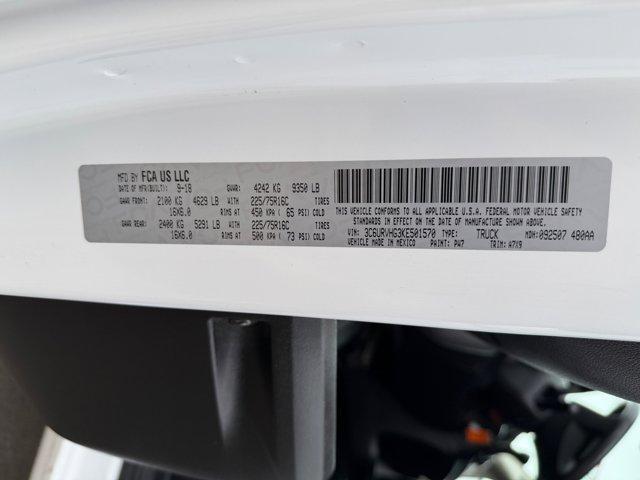 MFD BY FCA US LLC
DATE OF MFR(BUILT): 9-18 GVWR: 4242 KG 9350 LB
GAWR FRONT: 2100 KG 4629 LB 225/75R16C TIRES
16X6.0 RIMS AT 450 KPA ( 65 PSI) COLD
GAWR REAR: 2400 KG 5291 LB 225/75R16C TIRES
16X6.0 RIMS AT 500 KPA ( 73 PSI) COLD
THIS VEHICLE CONFORMS TO ALL APPLICABLE U.S.A. FEDERAL MOTOR VEHICLE SAFETY
STANDARDS IN EFFECT ON THE DATE OF MANUFACTURE SHOWN ABOVE.
VIN: 3C6URVHG3KE501570 TYPE: TRUCK MDH: 092507 480AA
VEHICLE MADE IN MEXICO PAINT: PW7 TRIM: A7X9